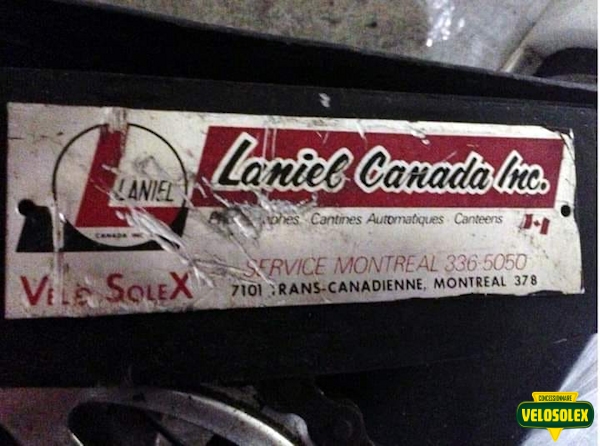 Laniel Canada Inc.
LANIEL
CANADA INC.
Cantines Automatiques Canteens
SERVICE MONTREAL 336-5050
VELO SOLEX
7101 TRANS-CANADIENNE, MONTREAL 378
CONCESSIONNAIRE
VELOSOLEX